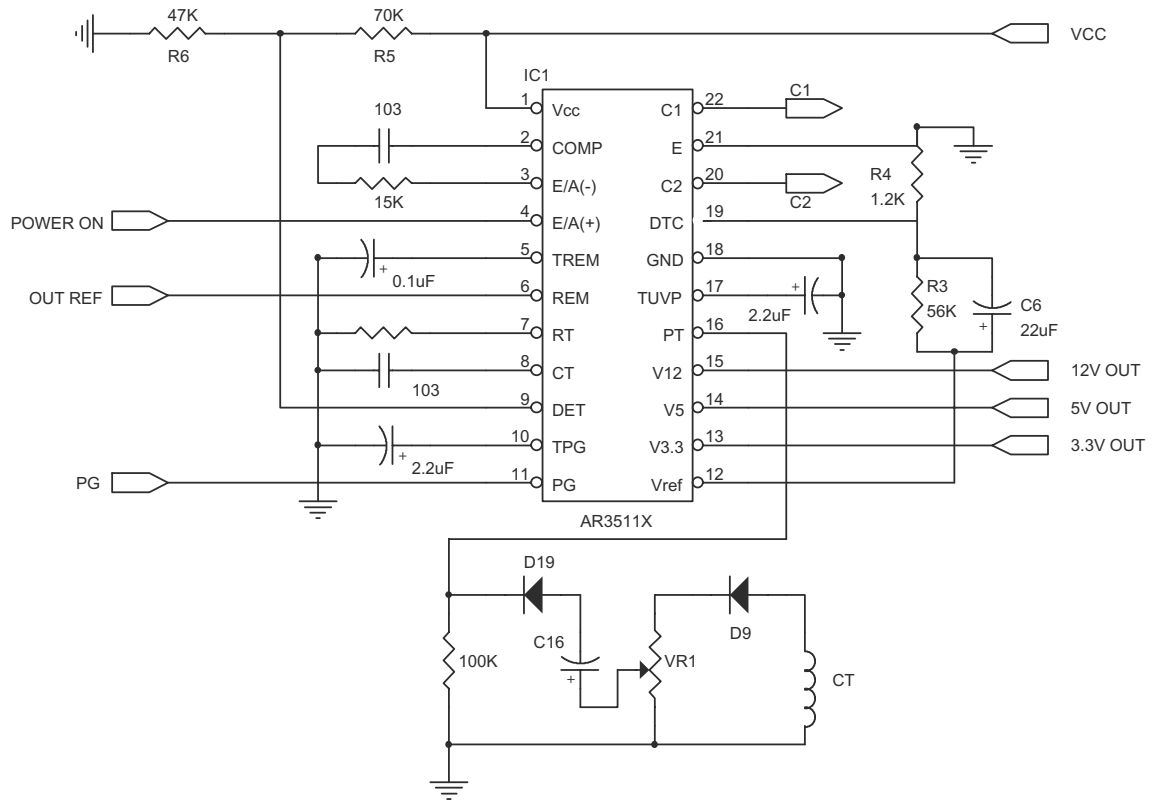 47K
70K
R6
R5
VCC
IC1
C1
1
Vcc
C1
22
103
2
COMP
E
21
R4
1.2K
3
E/A(-)
C2
20
15K
C2
POWER ON
4
E/A(+)
DTC
19
5
TREM
GND
18
+
0.1uF
OUT REF
6
REM
TUVP
17
+
2.2uF
R3
56K
C6
22uF
+
7
RT
PT
16
8
CT
V12
15
12V OUT
103
9
DET
V5
14
5V OUT
10
TPG
V3.3
13
3.3V OUT
+
2.2uF
PG
11
PG
Vref
12
AR3511X
D19
D9
C16
+
100K
VR1
CT